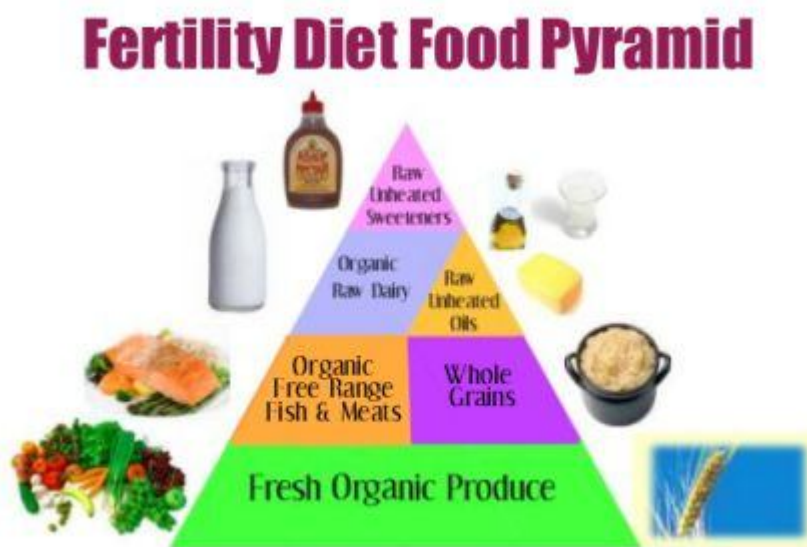 Fertility Diet Food Pyramid
Raw
Unheated
Sweeteners
Organic
Raw Dairy
Raw
Unheated
Oils
Organic
Free Range
Fish & Meats
Whole
Grains
Fresh Organic Produce